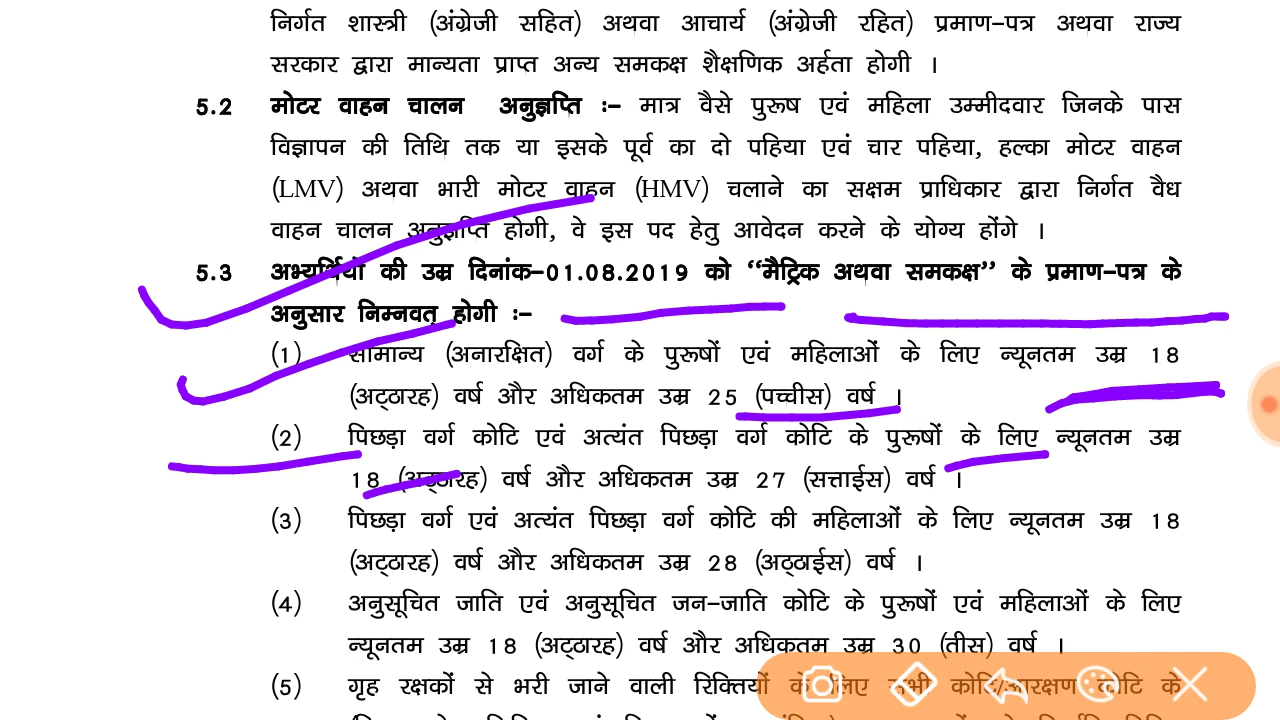 निर्गत शास्त्री (अंग्रेजी सहित) अथवा आचार्य (अंग्रेजी रहित) प्रमाण–पत्र अथवा राज्य
सरकार द्वारा मान्यता प्राप्त अन्य समकक्ष शैक्षणिक अर्हता होगी ।
5.2 मोटर वाहन चालन अनुज्ञप्ति :– मात्र वैसे पुरूष एवं महिला उम्मीदवार जिनके पास
विज्ञापन की तिथि तक या इसके पूर्व का दो पहिया एवं चार पहिया, हल्का मोटर वाहन
(LMV) अथवा भारी मोटर वाहन (HMV) चलाने का सक्षम प्राधिकार द्वारा निर्गत वैध
वाहन चालन अनुज्ञप्ति होगी, वे इस पद हेतु आवेदन करने के योग्य होंगे ।
5.3 अभ्यर्थियों की उम्र दिनांक–01.08.2019 को “मैट्रिक अथवा समकक्ष” के प्रमाण–पत्र के
अनुसार निम्नवत् होगी :–
(1) सामान्य (अनारक्षित) वर्ग के पुरूषों एवं महिलाओं के लिए न्यूनतम उम्र 18
(अट्ठारह) वर्ष और अधिकतम उम्र 25 (पच्चीस) वर्ष ।
(2) पिछड़ा वर्ग कोटि एवं अत्यंत पिछड़ा वर्ग कोटि के पुरूषों के लिए न्यूनतम उम्र
18 (अट्ठारह) वर्ष और अधिकतम उम्र 27 (सत्ताईस) वर्ष ।
(3) पिछड़ा वर्ग एवं अत्यंत पिछड़ा वर्ग कोटि की महिलाओं के लिए न्यूनतम उम्र 18
(अट्ठारह) वर्ष और अधिकतम उम्र 28 (अठ्ठाईस) वर्ष ।
(4) अनुसूचित जाति एवं अनुसूचित जन–जाति कोटि के पुरूषों एवं महिलाओं के लिए
न्यूनतम उम्र 18 (अट्ठारह) वर्ष और अधिकतम उम्र 30 (तीस) वर्ष ।
(5) गृह रक्षकों से भरी जाने वाली रिक्तियों के लिए सभी कोटि/आरक्षण कोटि के